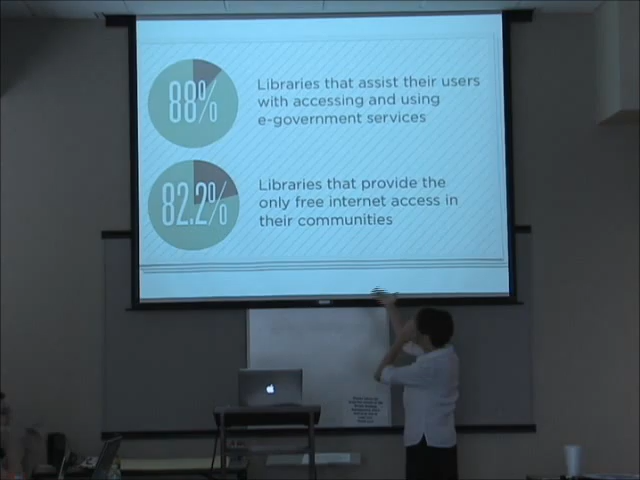 88%
Libraries that assist their users
with accessing and using
e-government services
82.2%
Libraries that provide the
only free internet access in
their communities